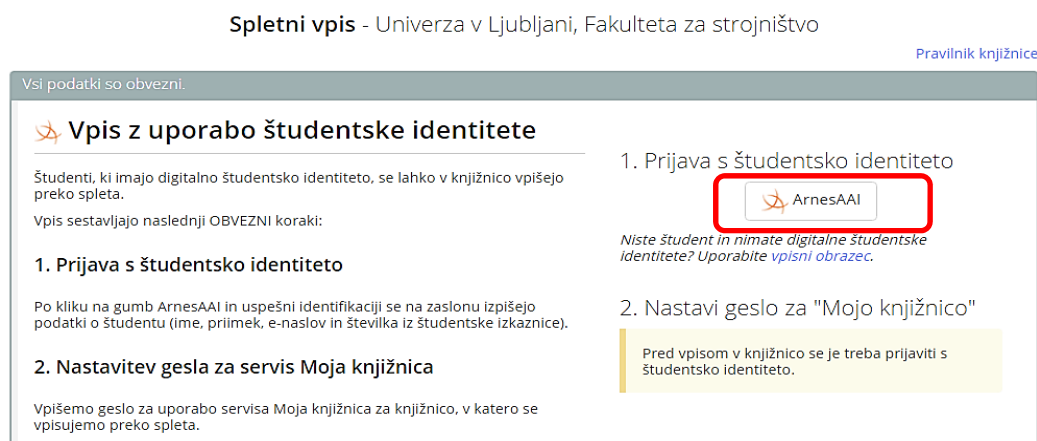 Spletni vpis - Univerza v Ljubljani, Fakulteta za strojništvo
Pravilnik knjižnice
Vsi podatki so obvezni.
Vpis z uporabo študentske identitete
Študenti, ki imajo digitalno študentsko identiteto, se lahko v knjižnico vpišejo
preko spleta.
Vpis sestavljajo naslednji OBVEZNI koraki:
1. Prijava s študentsko identiteto
Po kliku na gumb ArnesAAI in uspešni identifikaciji se na zaslonu izpišejo
podatki o študentu (ime, priimek, e-naslov in številka iz študentske izkaznice).
2. Nastavitev gesla za servis Moja knjižnica
Vpišemo geslo za uporabo servisa Moja knjižnica za knjižnico, v katero se
vpisujemo preko spleta.
1. Prijava s študentsko identiteto
ArnesAAI
Niste študent in nimate digitalne študentske
identitete? Uporabite vpisni obrazec.
2. Nastavi geslo za "Mojo knjižnico"
Pred vpisom v knjižnico se je treba prijaviti s
študentsko identiteto.